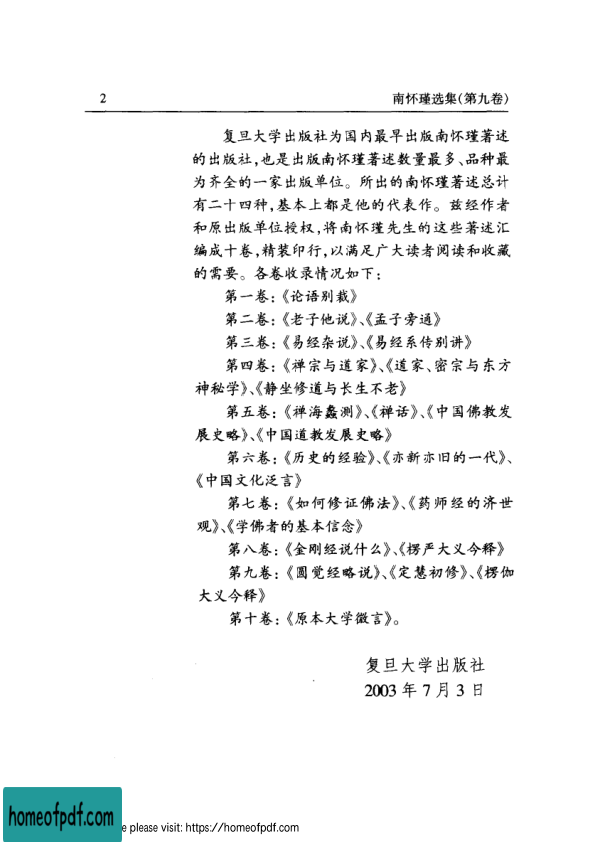 2 南怀瑾选集(第九卷)
复旦大学出版社为国内最早出版南怀瑾著述
的出版社,也是出版南怀瑾著述数量最多、品种最
为齐全的一家出版单位。所出的南怀瑾著述总计
有二十四种,基本上都是他的代表作。兹经作者
和原出版单位授权,将南怀瑾先生的这些著述汇
编成十卷,精装印行,以满足广大读者阅读和收藏
的需要。各卷收录情况如下:
第一卷:《论语别裁》
第二卷:《老子他说》、《孟子旁通》
第三卷:《易经杂说》、《易经系传别讲》
第四卷:《禅宗与道家》、《道家、密宗与东方
神秘学》、《静坐修道与长生不老》
第五卷:《禅海蠡测》、《禅话》、《中国佛教发
展史略》、《中国道教发展史略》
第六卷:《历史的经验》、《亦新亦旧的一代》、
《中国文化泛言》
第七卷:《如何修证佛法》、《药师经的济世
观》、《学佛者的基本信念》
第八卷:《金刚经说什么》、《楞严大义今释》
第九卷:《圆觉经略说》、《定慧初修》、《楞伽
大义今释》
第十卷:《原本大学微言》。
复旦大学出版社
2003年7月3日
homeofpdf.com
e please visit: https://homeofpdf.com